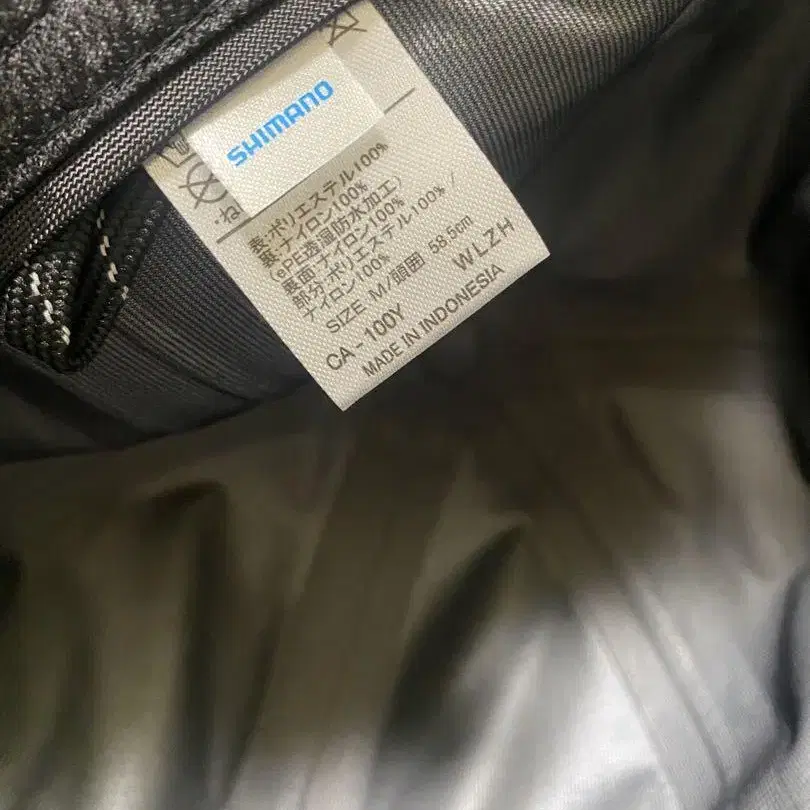 SHIMANO
ね.
表:ポリエステル100%
裏:ナイロン100%
(ePE透湿防水加工)
表面:ナイロン100%
部分:ポリエステル100% /
ナイロン100%
SIZE M/頭囲 58.5cm
CA-100Y WLZH
MADE IN INDONESIA